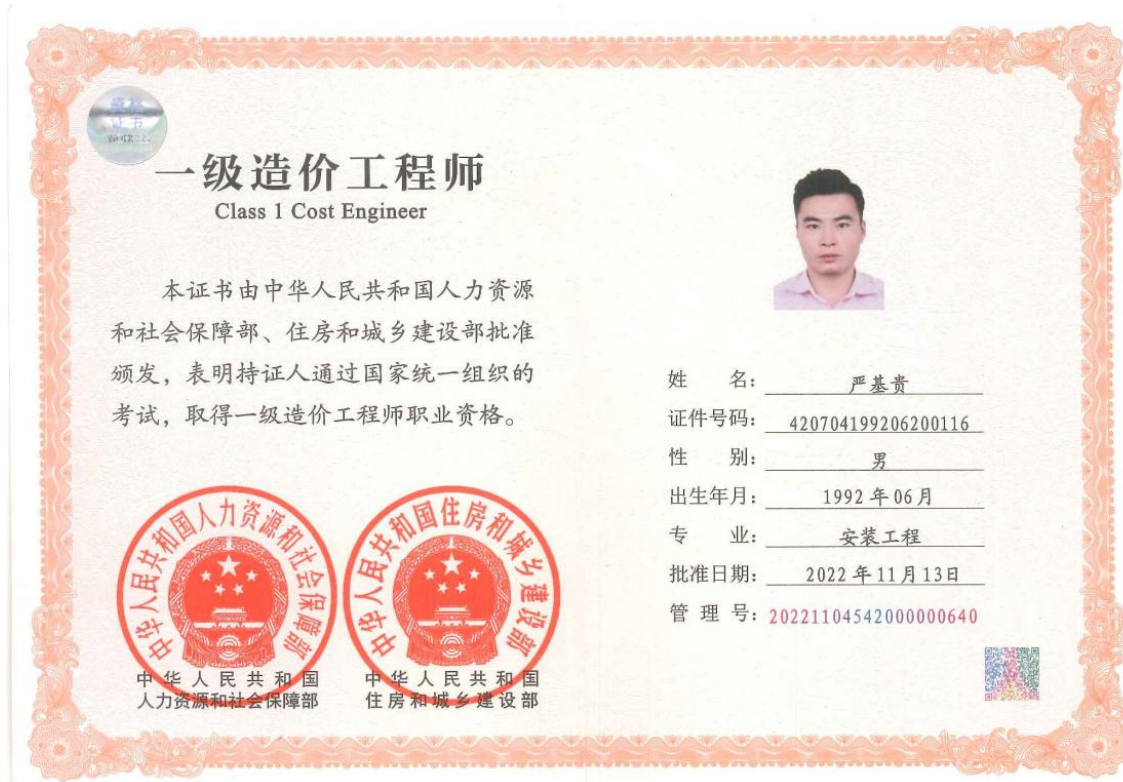 资格
证书
一级造价工程师
Class 1 Cost Engineer
本证书由中华人民共和国人力资源
和社会保障部、住房和城乡建设部批准
颁发，表明持证人通过国家统一组织的
考试，取得一级造价工程师职业资格。
中华人民共和国人力资源和社会保障部
中华人民共和国住房和城乡建设部
中华人民共和国
人力资源和社会保障部
中华人民共和国
住房和城乡建设部
姓 名：严基贵
证件号码：420704199206200116
性 别：男
出生年月：1992年06月
专 业：安装工程
批准日期：2022年11月13日
管 理 号：20221104542000000640